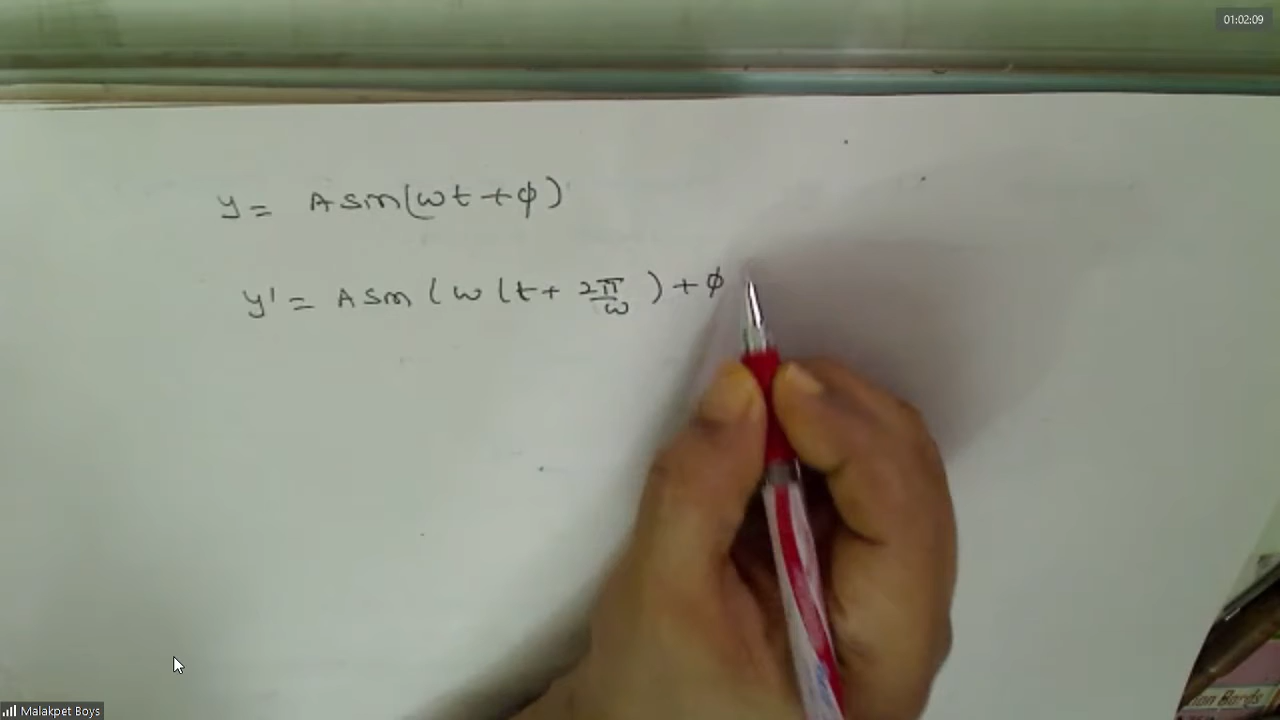 01:02:09
y = A sin(ωt + φ)
y' = A sin (ω (t + 2π/ω ) + φ
Malakpet Boys